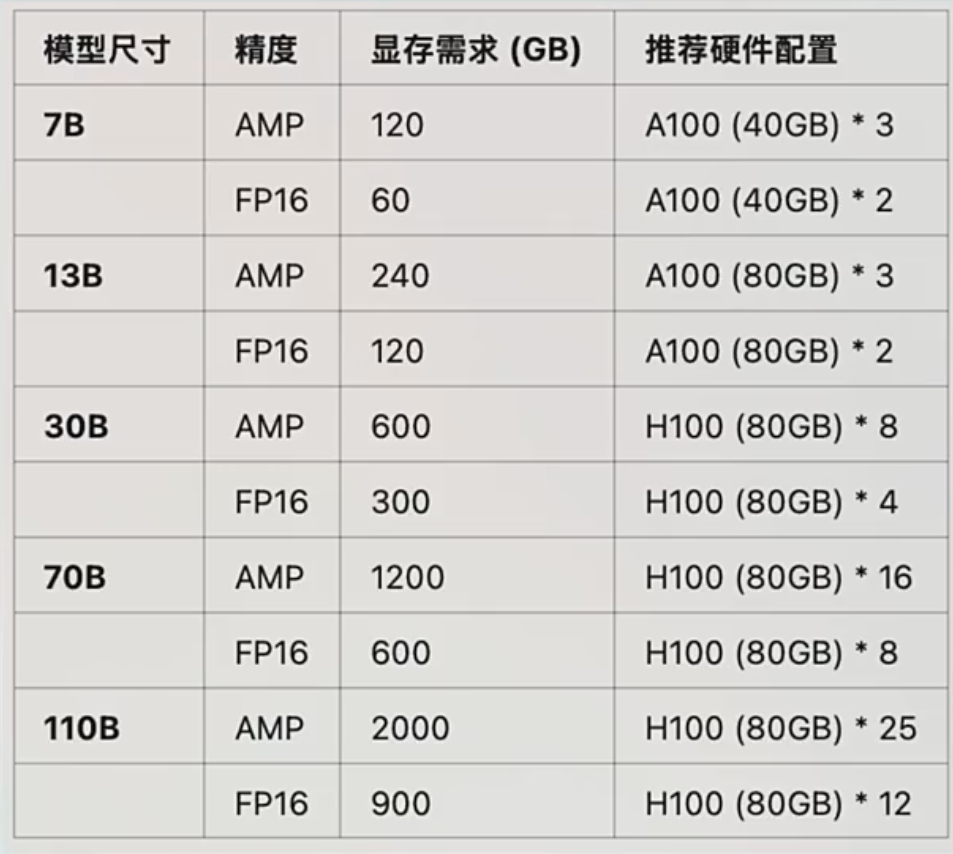 模型尺寸 精度 显存需求 (GB) 推荐硬件配置
7B AMP 120 A100 (40GB) * 3
FP16 60 A100 (40GB) * 2
13B AMP 240 A100 (80GB) * 3
FP16 120 A100 (80GB) * 2
30B AMP 600 H100 (80GB) * 8
FP16 300 H100 (80GB) * 4
70B AMP 1200 H100 (80GB) * 16
FP16 600 H100 (80GB) * 8
110B AMP 2000 H100 (80GB) * 25
FP16 900 H100 (80GB) * 12